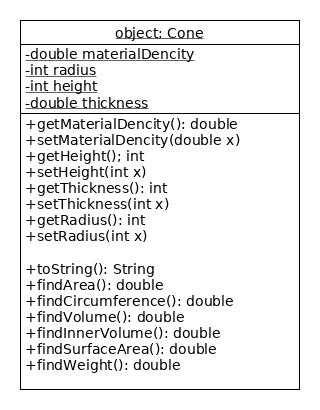 object: Cone
-double materialDencity
-int radius
-int height
-double thickness
+getMaterialDencity(): double
+setMaterialDencity(double x)
+getHeight(); int
+setHeight(int x)
+getThickness(): int
+setThickness(int x)
+getRadius(): int
+setRadius(int x)
+toString(): String
+findArea(): double
+findCircumference(): double
+findVolume(): double
+findInnerVolume(): double
+findSurfaceArea(): double
+findWeight(): double